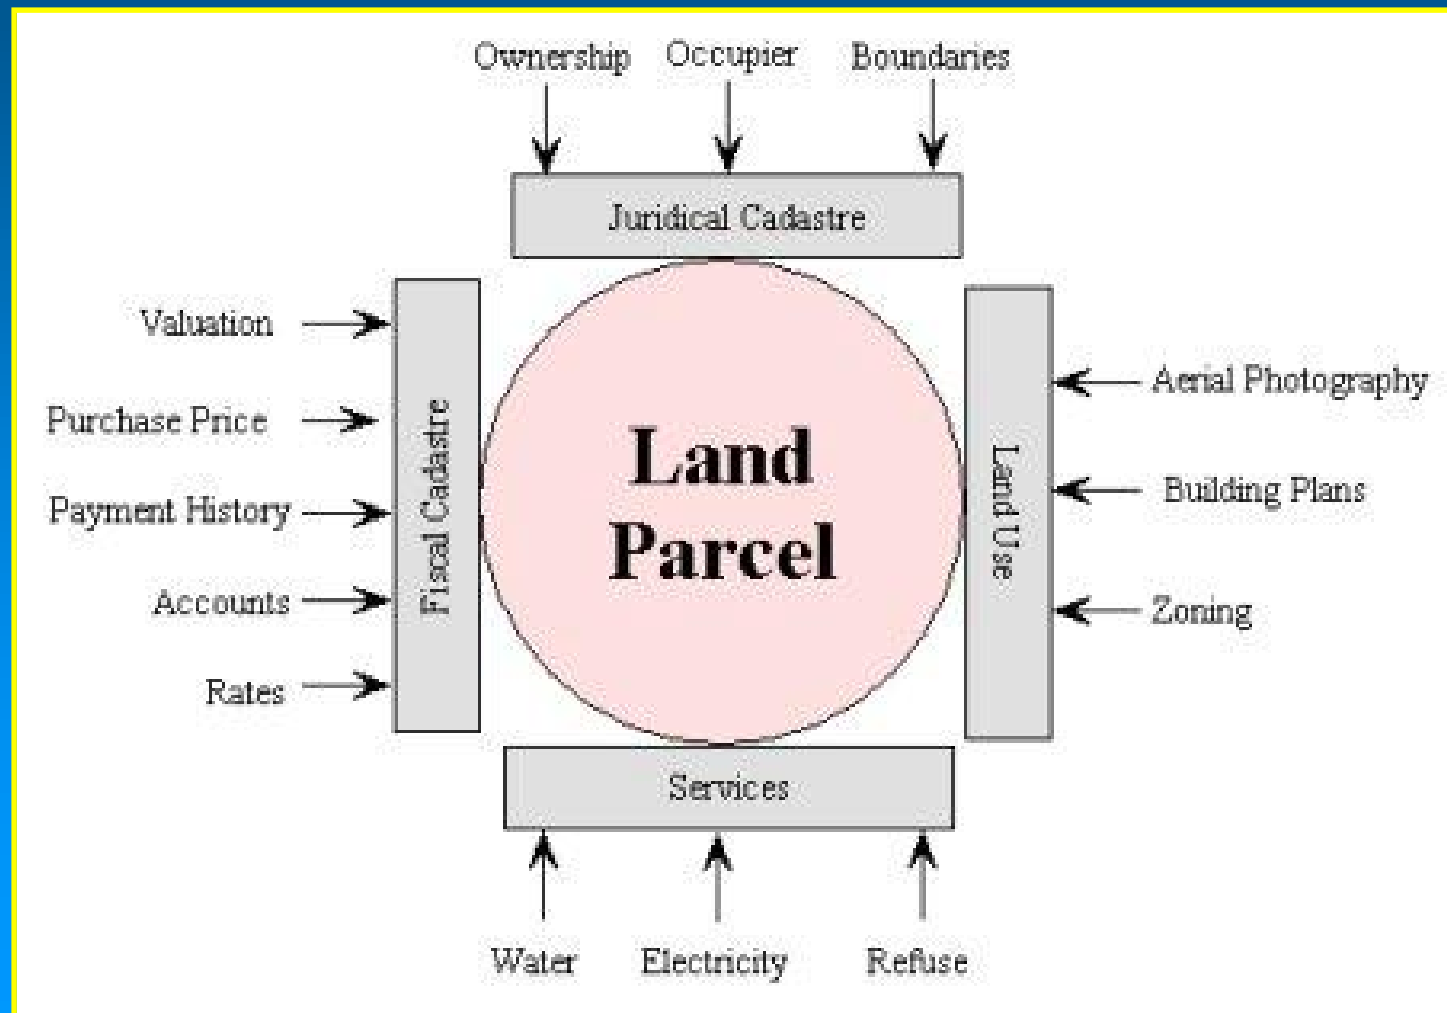 Ownership
Occupier
Boundaries
Juridical Cadastre
Valuation
Purchase Price
Payment History
Accounts
Rates
Fiscal Cadastre
Land
Parcel
Land Use
Aerial Photography
Building Plans
Zoning
Services
Water
Electricity
Refuse